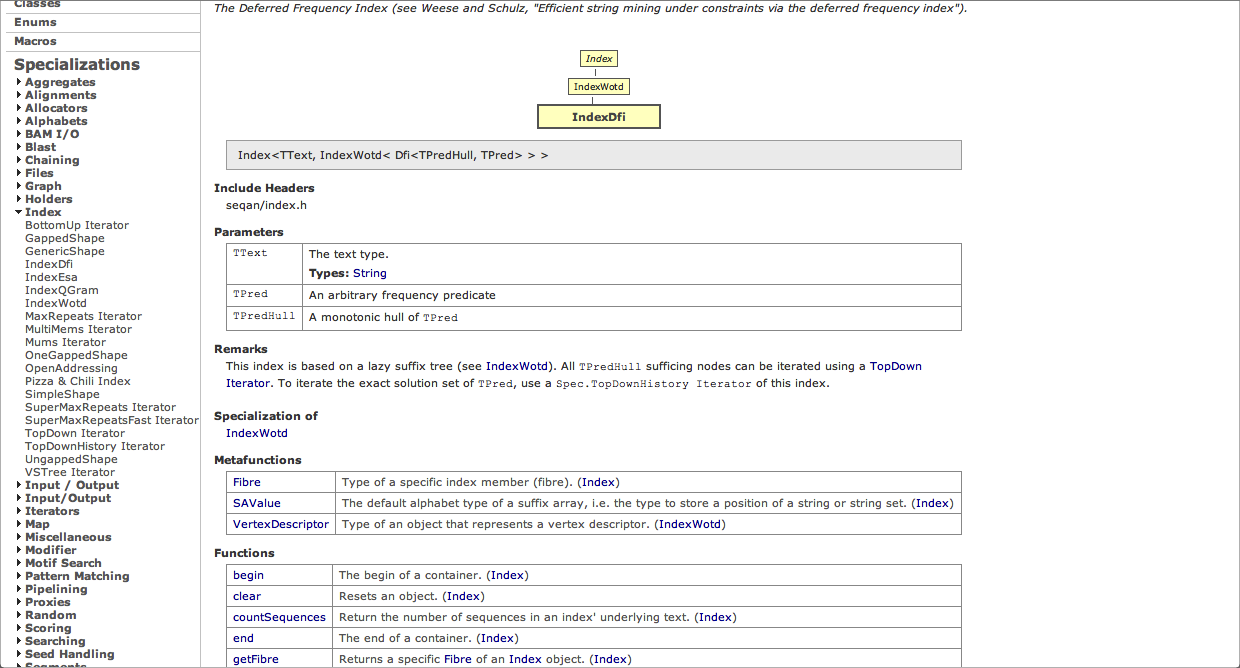 Classes
Enums
Macros
Specializations
Aggregates
Alignments
Allocators
Alphabets
BAM I/O
Blast
Chaining
Files
Graph
Holders
Index
BottomUp Iterator
GappedShape
GenericShape
IndexDfi
IndexEsa
IndexQGram
IndexWotd
MaxRepeats Iterator
MultiMems Iterator
Mums Iterator
OneGappedShape
OpenAddressing
Pizza & Chili Index
SimpleShape
SuperMaxRepeats Iterator
SuperMaxRepeatsFast Iterator
TopDown Iterator
TopDownHistory Iterator
UngappedShape
VSTree Iterator
Input / Output
Input/Output
Iterators
Map
Miscellaneous
Modifier
Motif Search
Pattern Matching
Pipelining
Proxies
Random
Scoring
Searching
Seed Handling
Segments
The Deferred Frequency Index (see Weese and Schulz, "Efficient string mining under constraints via the deferred frequency index").
Index
IndexWotd
IndexDfi
Index<TText, IndexWotd< Dfi<TPredHull, TPred> > >
Include Headers
seqan/index.h
Parameters
TText The text type.
Types: String
TPred An arbitrary frequency predicate
TPredHull A monotonic hull of TPred
Remarks
This index is based on a lazy suffix tree (see IndexWotd). All TPredHull sufficing nodes can be iterated using a TopDown
Iterator. To iterate the exact solution set of TPred, use a Spec.TopDownHistory Iterator of this index.
Specialization of
IndexWotd
Metafunctions
Fibre Type of a specific index member (fibre). (Index)
SAValue The default alphabet type of a suffix array, i.e. the type to store a position of a string or string set. (Index)
VertexDescriptor Type of an object that represents a vertex descriptor. (IndexWotd)
Functions
begin The begin of a container. (Index)
clear Resets an object. (Index)
countSequences Return the number of sequences in an index' underlying text. (Index)
end The end of a container. (Index)
getFibre Returns a specific Fibre of an Index object. (Index)